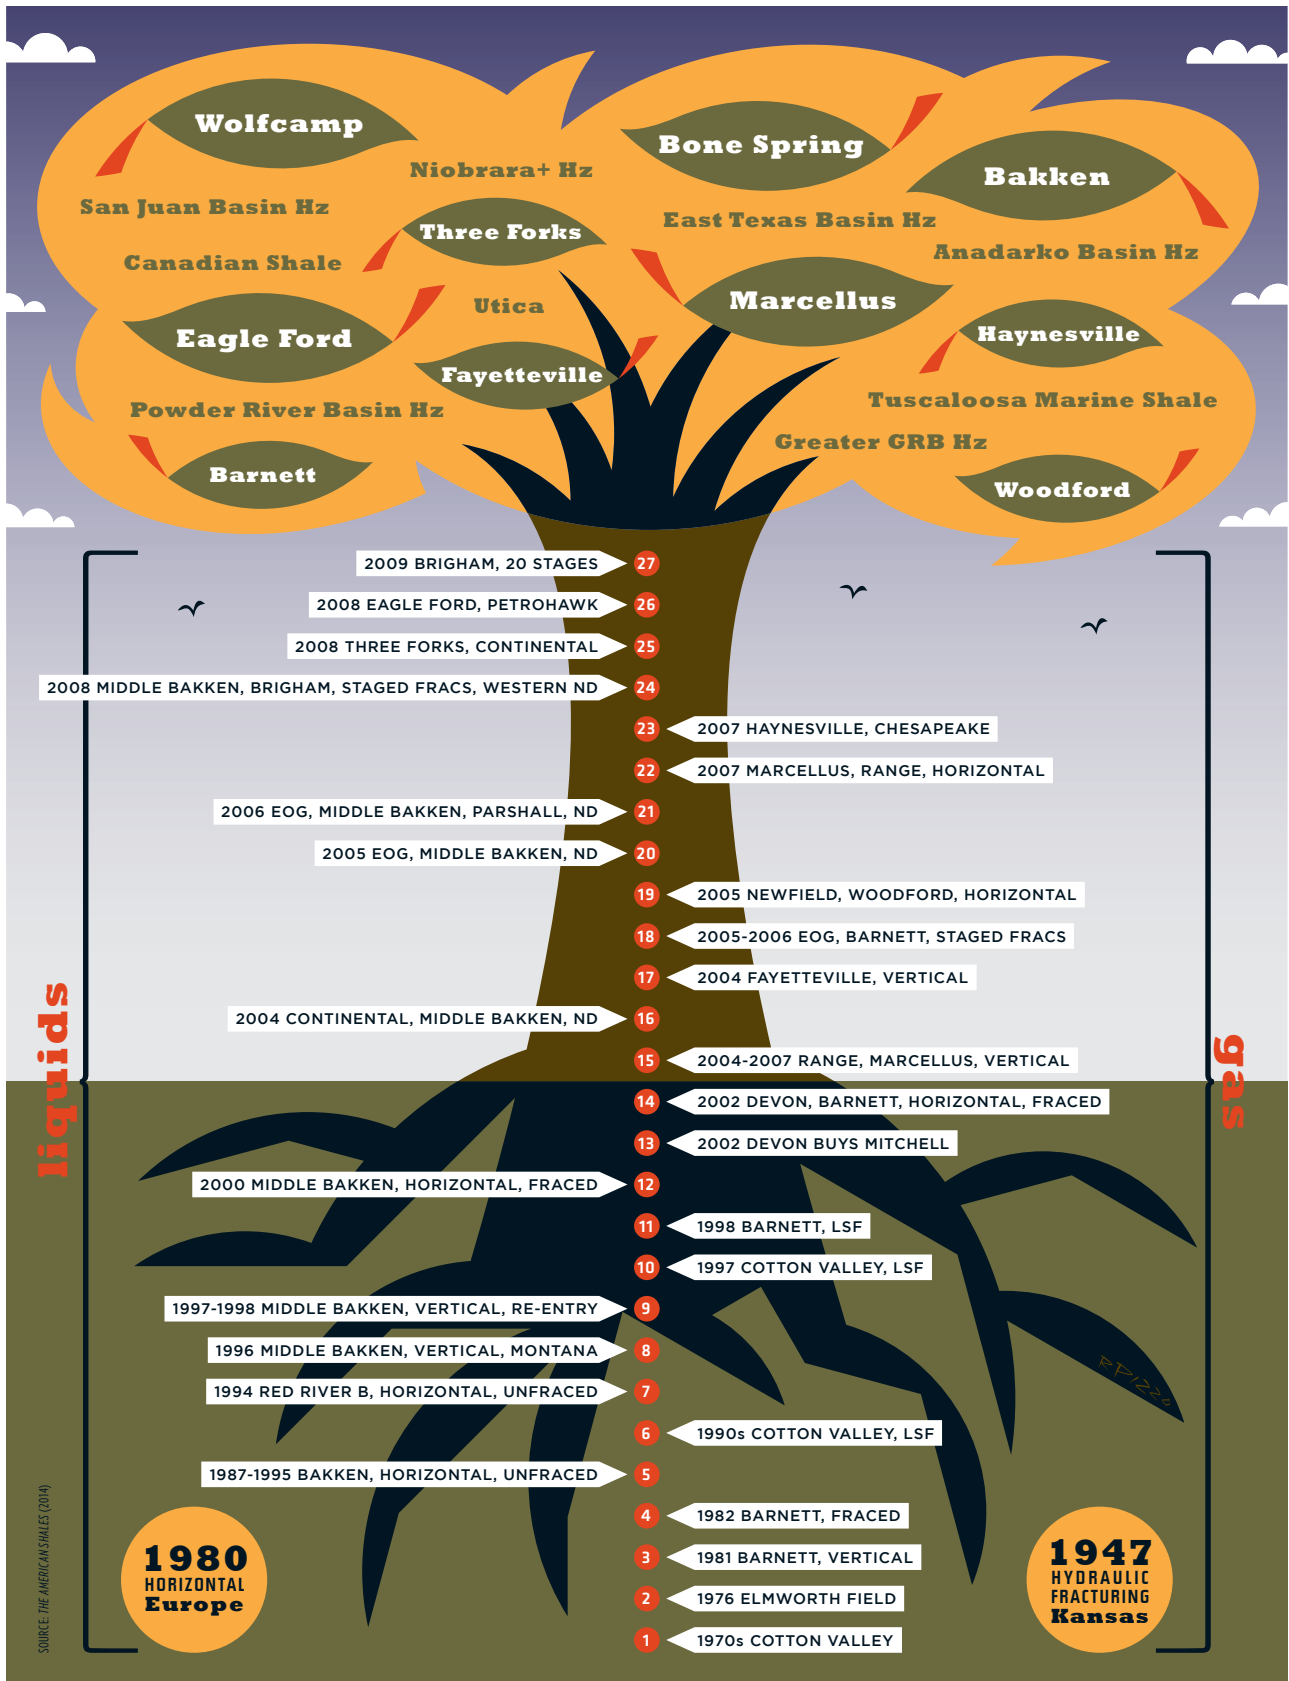 Wolfcamp
Bone Spring
Niobrara+ Hz
Bakken
San Juan Basin Hz
East Texas Basin Hz
Three Forks
Anadarko Basin Hz
Canadian Shale
Utica
Marcellus
Eagle Ford
Haynesville
Fayetteville
Tuscaloosa Marine Shale
Powder River Basin Hz
Greater GRB Hz
Barnett
Woodford
2009 BRIGHAM, 20 STAGES 27
2008 EAGLE FORD, PETROHAWK 26
2008 THREE FORKS, CONTINENTAL 25
2008 MIDDLE BAKKEN, BRIGHAM, STAGED FRACS, WESTERN ND 24
23 2007 HAYNESVILLE, CHESAPEAKE
22 2007 MARCELLUS, RANGE, HORIZONTAL
2006 EOG, MIDDLE BAKKEN, PARSHALL, ND 21
2005 EOG, MIDDLE BAKKEN, ND 20
19 2005 NEWFIELD, WOODFORD, HORIZONTAL
18 2005-2006 EOG, BARNETT, STAGED FRACS
17 2004 FAYETTEVILLE, VERTICAL
2004 CONTINENTAL, MIDDLE BAKKEN, ND 16
15 2004-2007 RANGE, MARCELLUS, VERTICAL
14 2002 DEVON, BARNETT, HORIZONTAL, FRACED
13 2002 DEVON BUYS MITCHELL
2000 MIDDLE BAKKEN, HORIZONTAL, FRACED 12
11 1998 BARNETT, LSF
10 1997 COTTON VALLEY, LSF
1997-1998 MIDDLE BAKKEN, VERTICAL, RE-ENTRY 9
1996 MIDDLE BAKKEN, VERTICAL, MONTANA 8
1994 RED RIVER B, HORIZONTAL, UNFRACED 7
6 1990s COTTON VALLEY, LSF
1987-1995 BAKKEN, HORIZONTAL, UNFRACED 5
4 1982 BARNETT, FRACED
3 1981 BARNETT, VERTICAL
2 1976 ELMWORTH FIELD
1 1970s COTTON VALLEY
liquids
gas
1980
HORIZONTAL
Europe
1947
HYDRAULIC
FRACTURING
Kansas
R PIZZO
SOURCE: THE AMERICAN SHALES (2014)